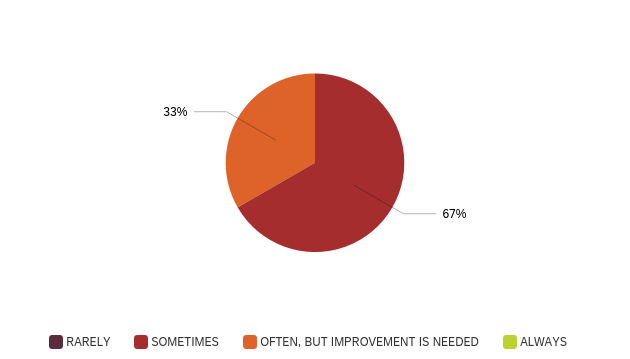 33%
67%
RARELY SOMETIMES OFTEN, BUT IMPROVEMENT IS NEEDED ALWAYS